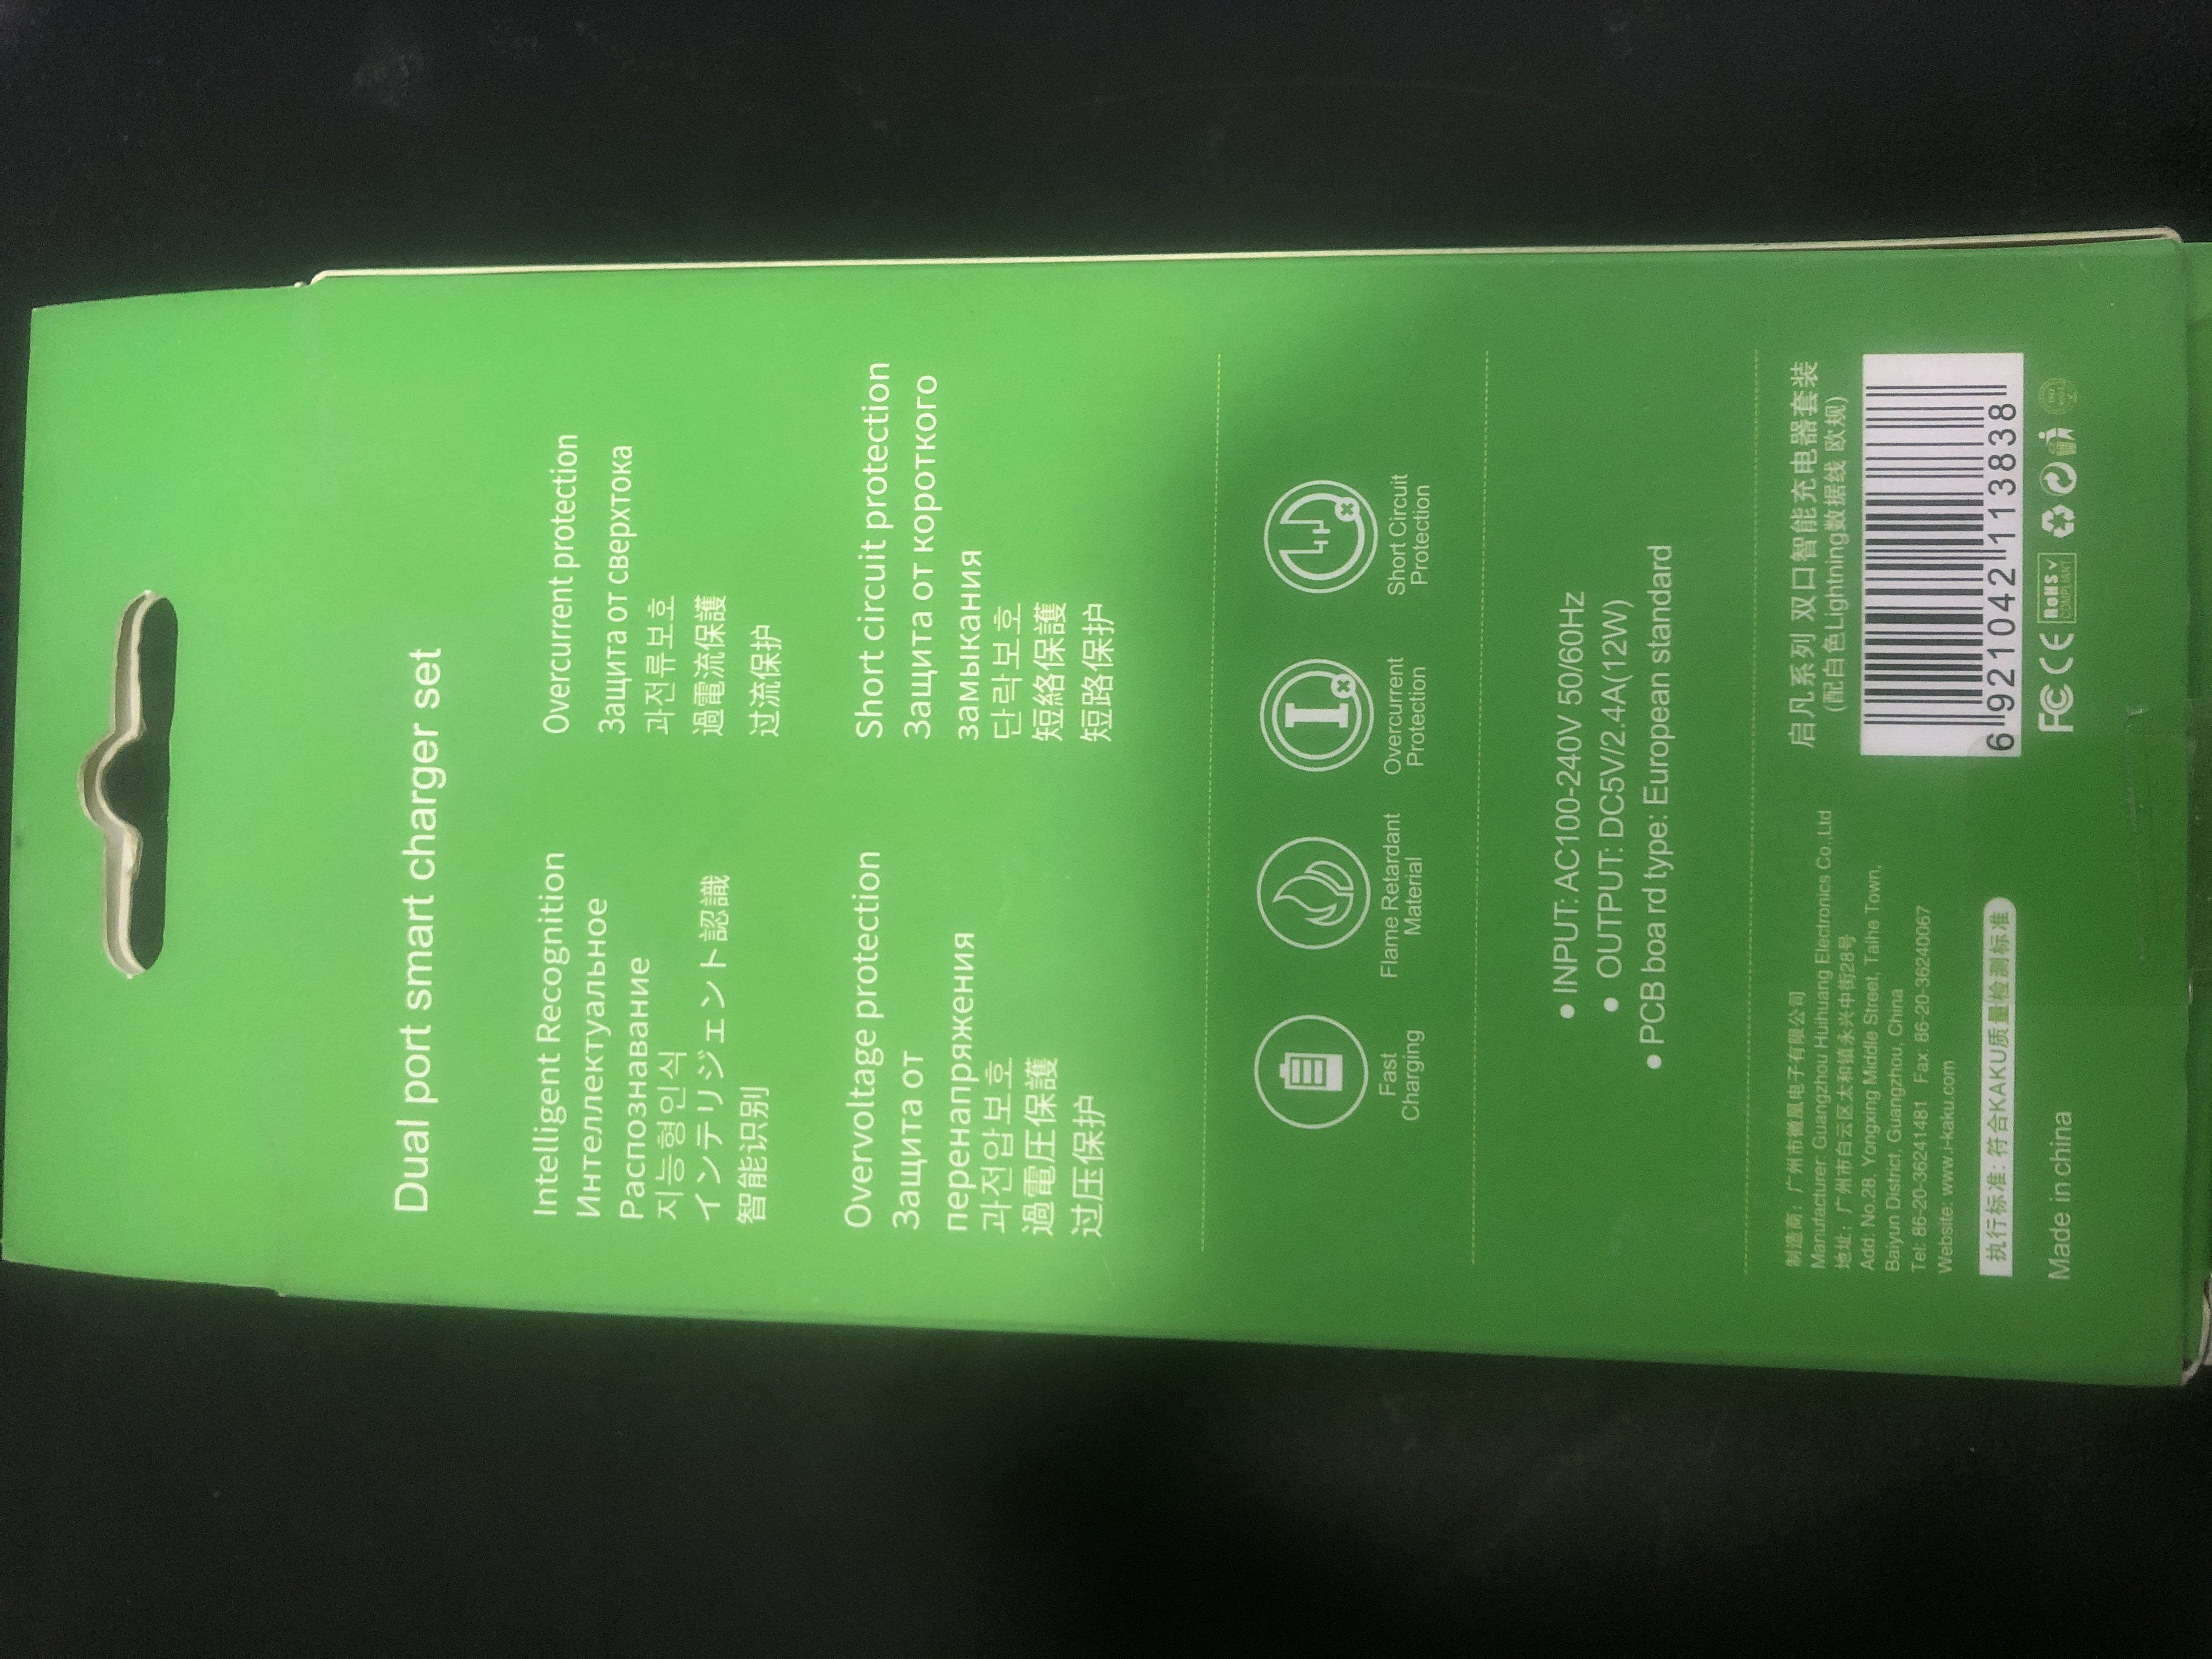 Dual port smart charger set
Intelligent Recognition
Интеллектуальное
Распознавание
지능형인식
インテリジェント認識
智能识别
Overcurrent protection
Защита от сверхтока
과전류보호
過電流保護
过流保护
Overvoltage protection
Защита от
перенапряжения
과전압보호
過電圧保護
过压保护
Short circuit protection
Защита от короткого
замыкания
단락보호
短絡保護
短路保护
Fast
Charging
Flame Retardant
Material
Overcurrent
Protection
Short Circuit
Protection
• INPUT: AC100-240V 50/60Hz
• OUTPUT: DC5V/2.4A(12W)
• PCB boa rd type: European standard
制造商: 广州市徽凰电子有限公司
Manufacturer: Guangzhou Huihuang Electronics Co.,Ltd
地址: 广州市白云区太和镇永兴中街28号
Add: No.28, Yongxing Middle Street, Taihe Town,
Baiyun District, Guangzhou, China
Tel: 86-20-36241481 Fax: 86-20-36240067
Website: www.i-kaku.com
执行标准: 符合KAKU质量检测标准
Made in china
启凡系列 双口智能充电器套装
(配白色Lightning数据线 欧规)
6 921042 113838
FC CE RoHS✓
COMPLIANT